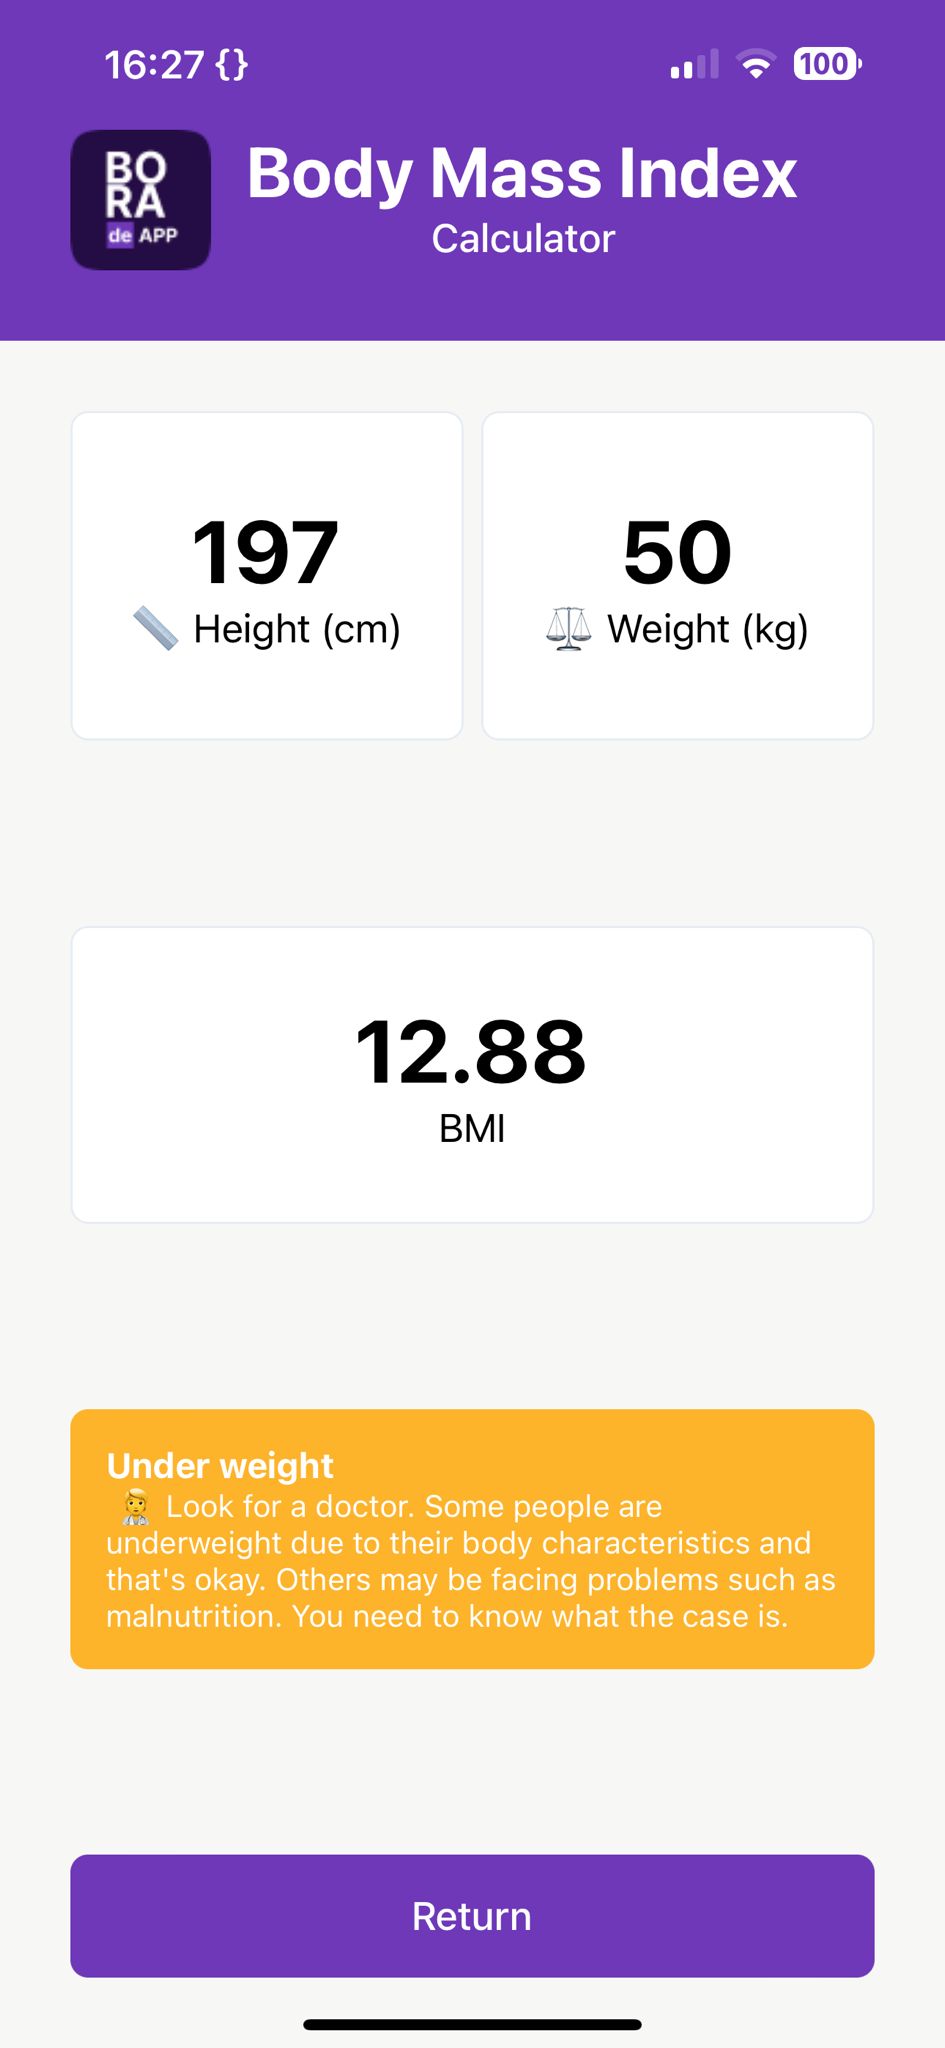 16:27 {}
100
BO
RA
de APP
Body Mass Index
Calculator
197
Height (cm)
50
Weight (kg)
12.88
BMI
Under weight
Look for a doctor. Some people are
underweight due to their body characteristics and
that's okay. Others may be facing problems such as
malnutrition. You need to know what the case is.
Return